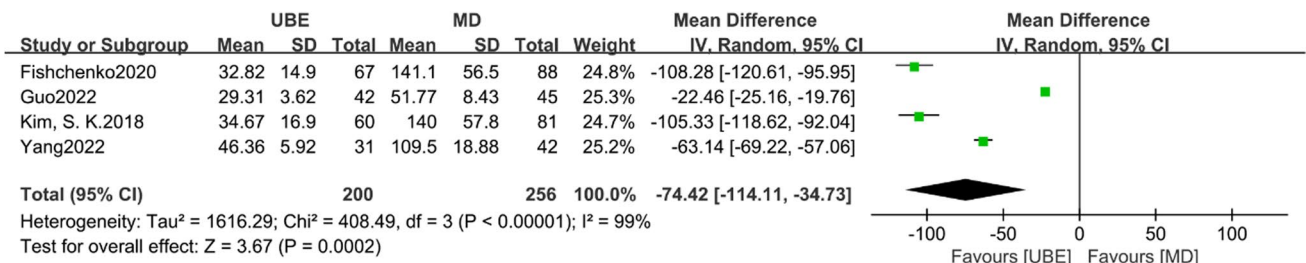 UBE MD Mean Difference Mean Difference
Study or Subgroup Mean SD Total Mean SD Total Weight IV, Random, 95% CI IV, Random, 95% CI
Fishchenko2020 32.82 14.9 67 141.1 56.5 88 24.8% -108.28 [-120.61, -95.95]
Guo2022 29.31 3.62 42 51.77 8.43 45 25.3% -22.46 [-25.16, -19.76]
Kim, S. K.2018 34.67 16.9 60 140 57.8 81 24.7% -105.33 [-118.62, -92.04]
Yang2022 46.36 5.92 31 109.5 18.88 42 25.2% -63.14 [-69.22, -57.06]
Total (95% CI) 200 256 100.0% -74.42 [-114.11, -34.73]
Heterogeneity: Tau² = 1616.29; Chi² = 408.49, df = 3 (P < 0.00001); I² = 99%
Test for overall effect: Z = 3.67 (P = 0.0002)
-100 -50 0 50 100
Favours [UBE] Favours [MD]